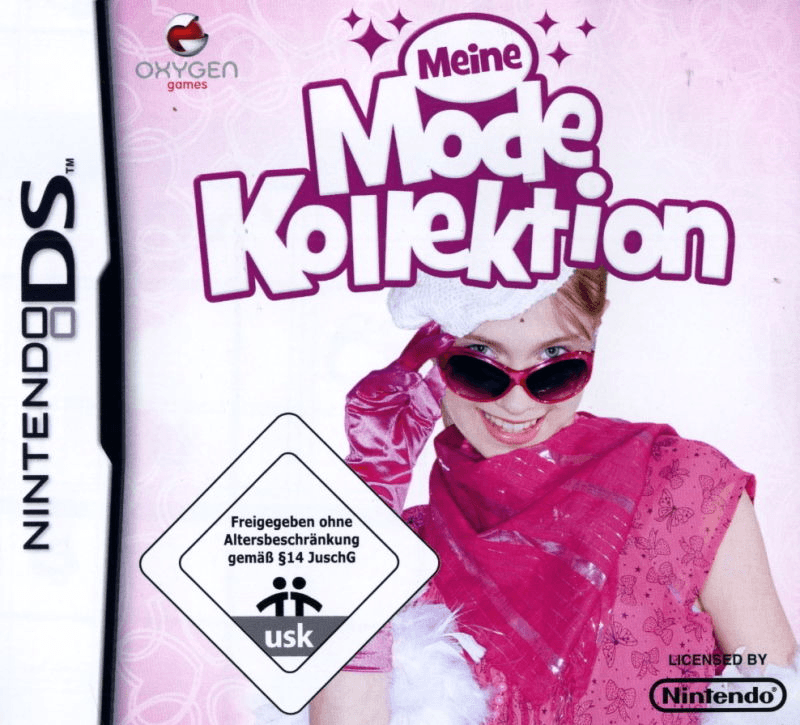 OXYGEN
games
Meine
Mode
Kollektion
NINTENDO DS™
Freigegeben ohne
Altersbeschränkung
gemäß §14 JuschG
usk
LICENSED BY
Nintendo®